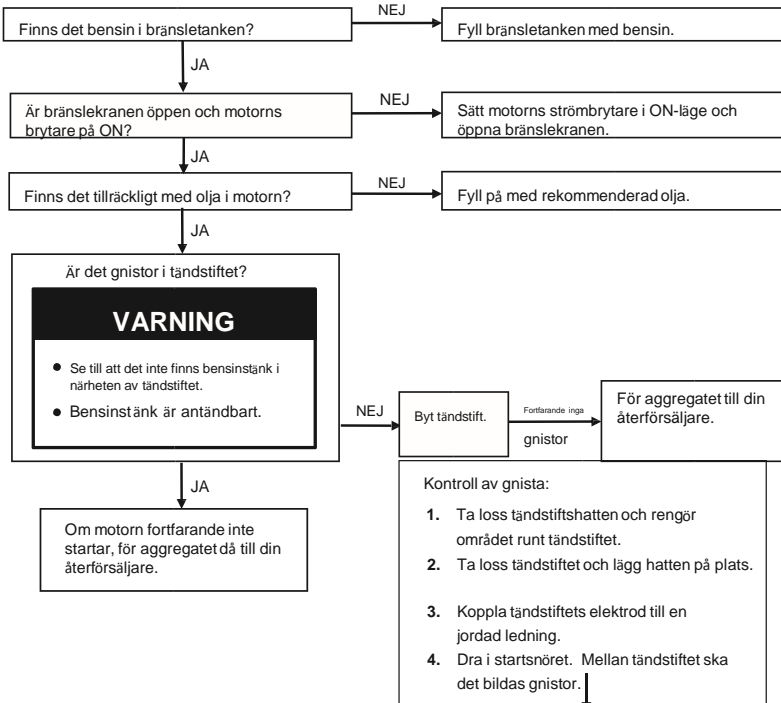 Finns det bensin i bränsletanken?
NEJ
Fyll bränsletanken med bensin.
JA
Är bränslekranen öppen och motorns
brytare på ON?
NEJ
Sätt motorns strömbrytare i ON-läge och
öppna bränslekranen.
JA
Finns det tillräckligt med olja i motorn?
NEJ
Fyll på med rekommenderad olja.
JA
Är det gnistor i tändstiftet?
VARNING
● Se till att det inte finns bensinstänk i
närheten av tändstiftet.
● Bensinstänk är antändbart.
NEJ
Byt tändstift.
Fortfarande inga
gnistor
För aggregatet till din
återförsäljare.
JA
Om motorn fortfarande inte
startar, för aggregatet då till din
återförsäljare.
Kontroll av gnista:
1. Ta loss tändstiftshatten och rengör
området runt tändstiftet.
2. Ta loss tändstiftet och lägg hatten på plats.
3. Koppla tändstiftets elektrod till en
jordad ledning.
4. Dra i startsnöret. Mellan tändstiftet ska
det bildas gnistor.